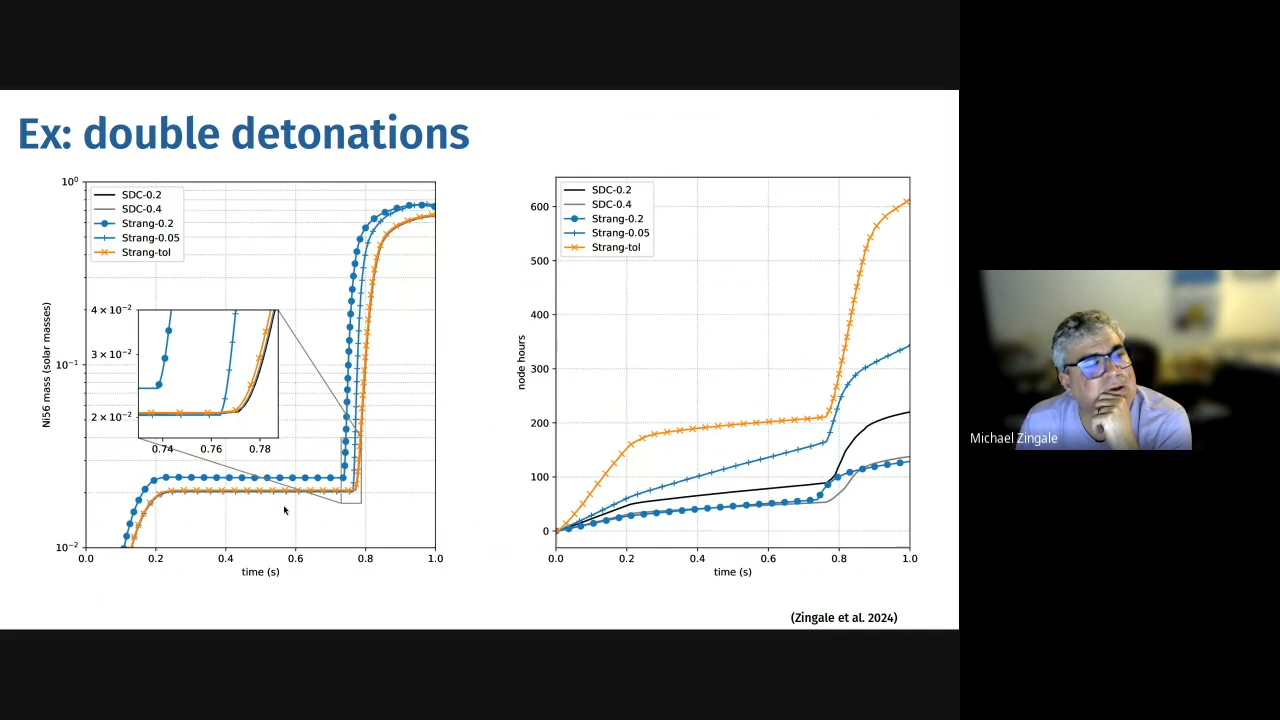 Ex: double detonations
10⁰
10⁻¹
10⁻²
Ni56 mass (solar masses)
SDC-0.2
SDC-0.4
Strang-0.2
Strang-0.05
Strang-tol
4 × 10⁻²
3 × 10⁻²
2 × 10⁻²
0.74 0.76 0.78
0.0 0.2 0.4 0.6 0.8 1.0
time (s)
SDC-0.2
SDC-0.4
Strang-0.2
Strang-0.05
Strang-tol
600
500
400
300
200
100
0
node hours
0.0 0.2 0.4 0.6 0.8 1.0
time (s)
(Zingale et al. 2024)
Michael Zingale